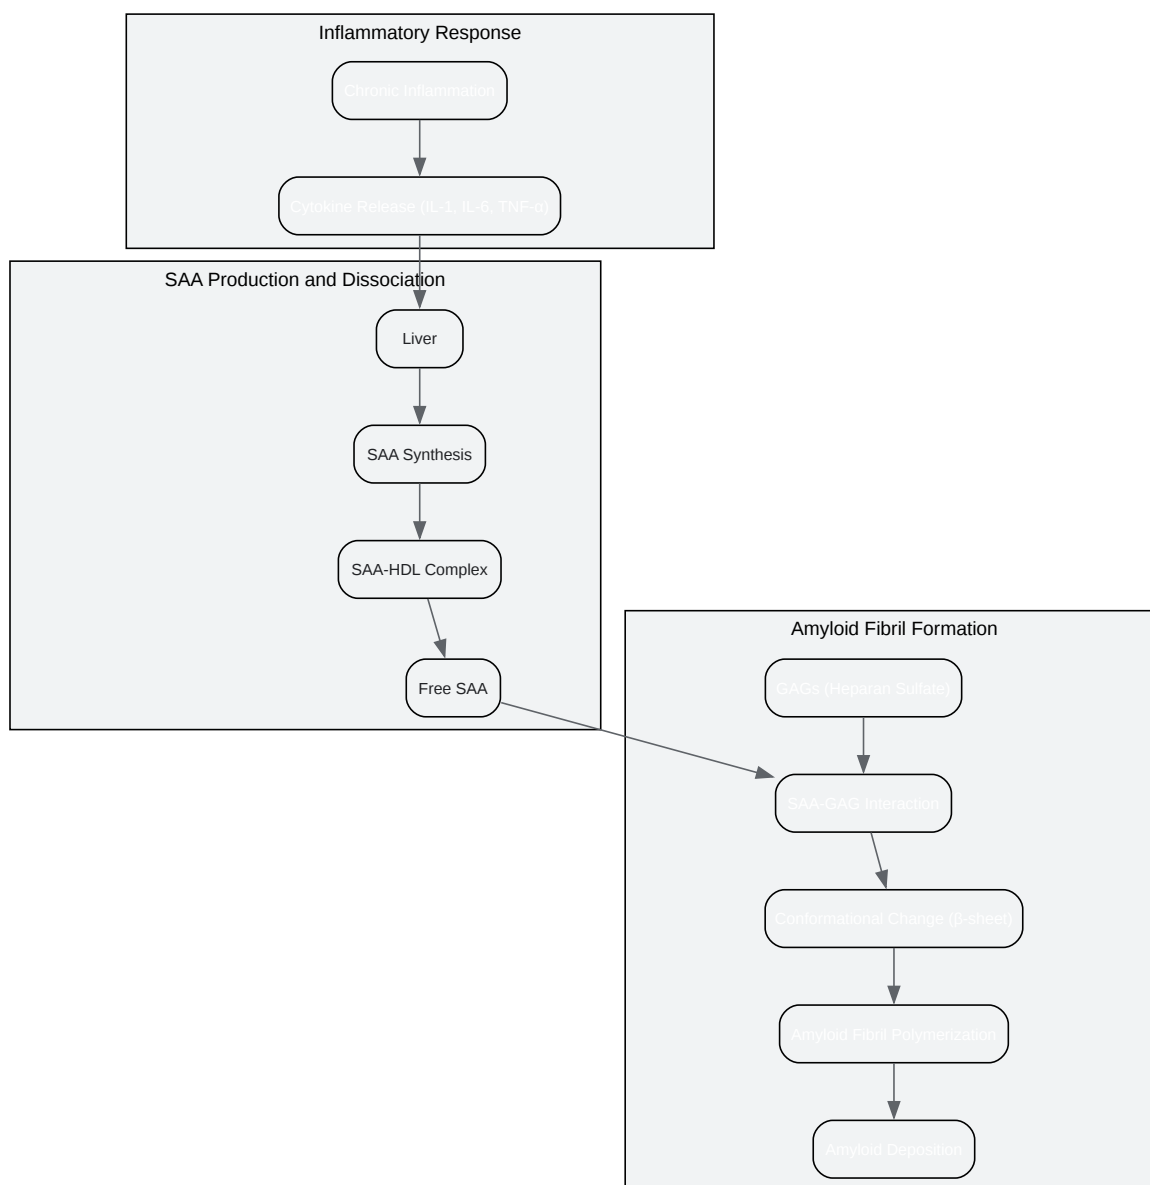 Inflammatory Response
Chronic Inflammation
Cytokine Release (IL-1, IL-6, TNF-α)
SAA Production and Dissociation
Liver
SAA Synthesis
SAA-HDL Complex
Free SAA
Amyloid Fibril Formation
GAGs (Heparan Sulfate)
SAA-GAG Interaction
Conformational Change (β-sheet)
Amyloid Fibril Polymerization
Amyloid Deposition